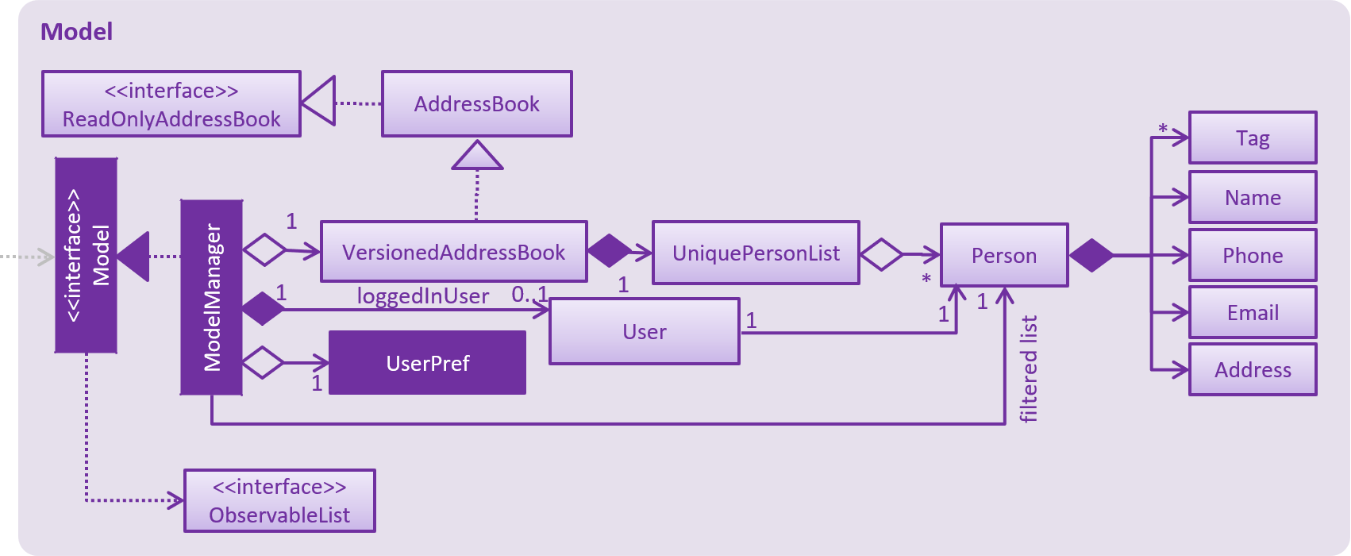 Model
<<interface>>
ReadOnlyAddressBook
AddressBook
<<interface>>
Model
ModelManager
1
VersionedAddressBook
1
UniquePersonList
*
Person
*
Tag
Name
Phone
Email
Address
1
loggedInUser
0..1
User
1
1
1
filtered list
UserPref
1
<<interface>>
ObservableList